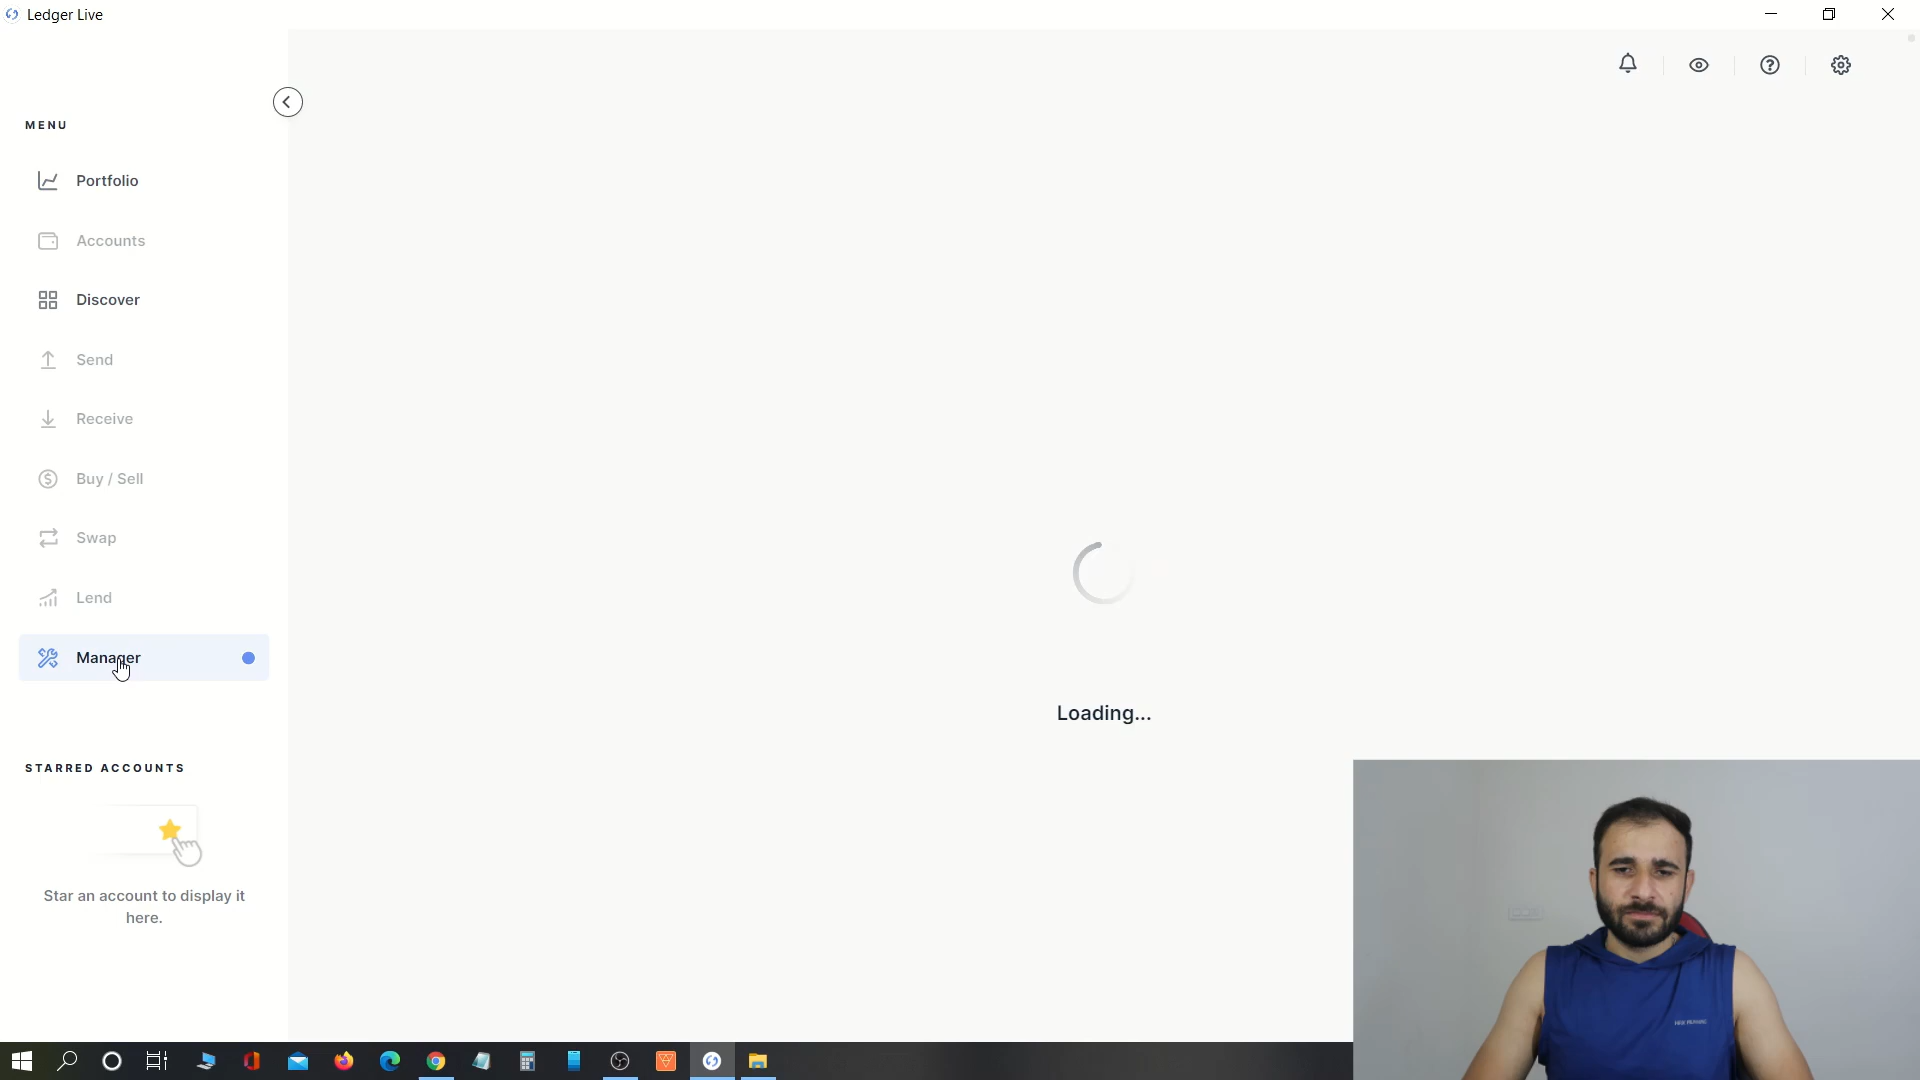 Ledger Live
MENU
Portfolio
Accounts
Discover
Send
Receive
Buy / Sell
Swap
Lend
Manager
STARRED ACCOUNTS
Star an account to display it
here.
Loading...